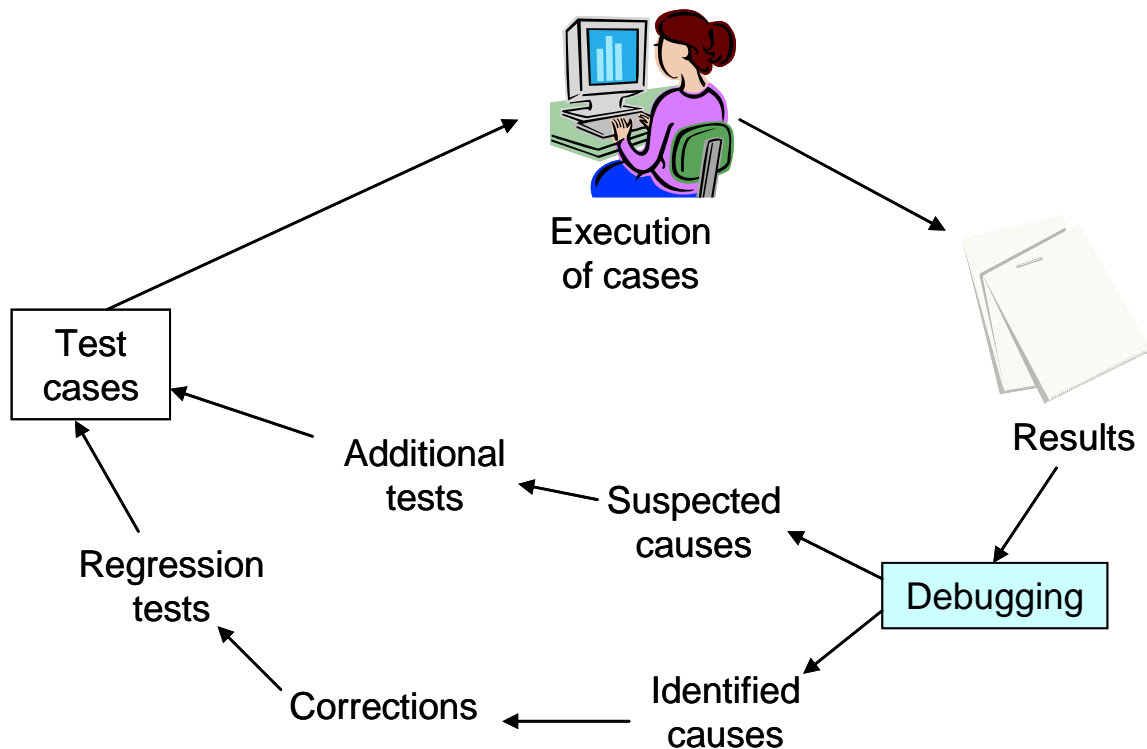 Execution
of cases
Test
cases
Results
Additional
tests
Suspected
causes
Regression
tests
Debugging
Identified
causes
Corrections